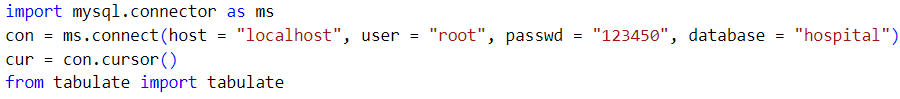 import mysql.connector as ms
con = ms.connect(host = "localhost", user = "root", passwd = "123450", database = "hospital")
cur = con.cursor()
from tabulate import tabulate